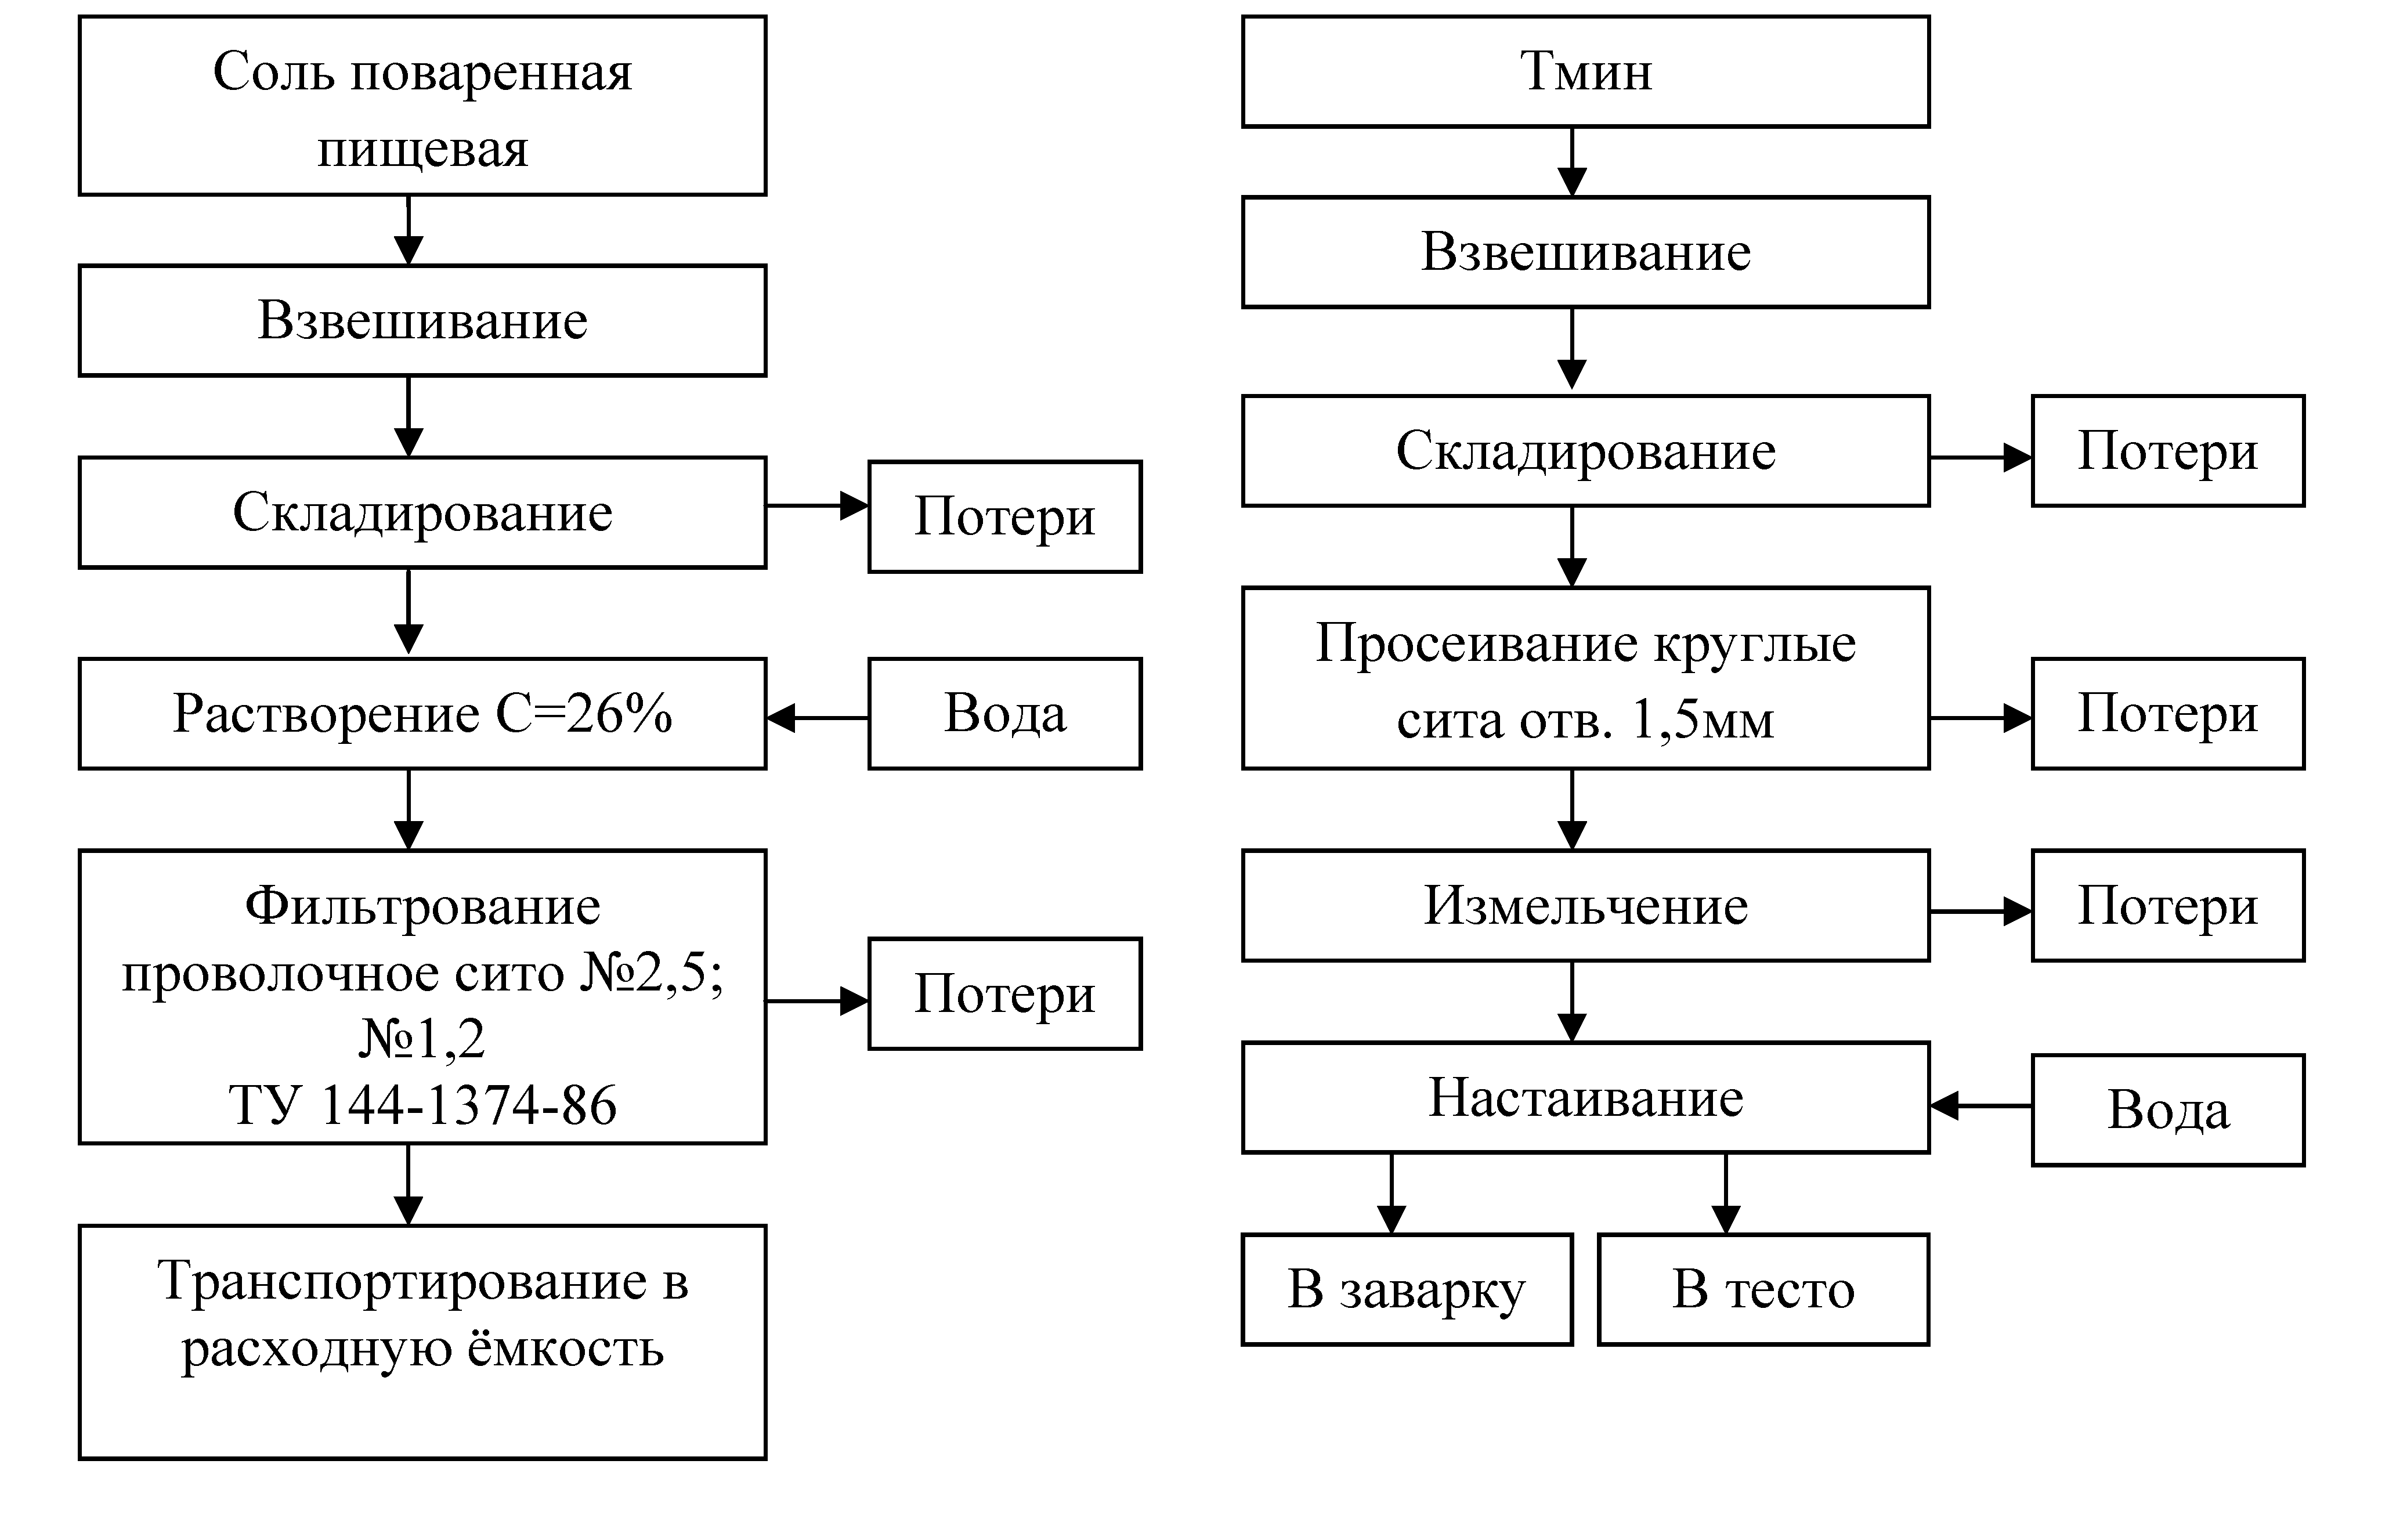 Соль поваренная
пищевая
Взвешивание
Складирование
Потери
Растворение С=26%
Вода
Фильтрование
проволочное сито №2,5;
№1,2
ТУ 144-1374-86
Потери
Транспортирование в
расходную ёмкость
Тмин
Взвешивание
Складирование
Потери
Просеивание круглые
сита отв. 1,5мм
Потери
Измельчение
Потери
Настаивание
Вода
В заварку
В тесто